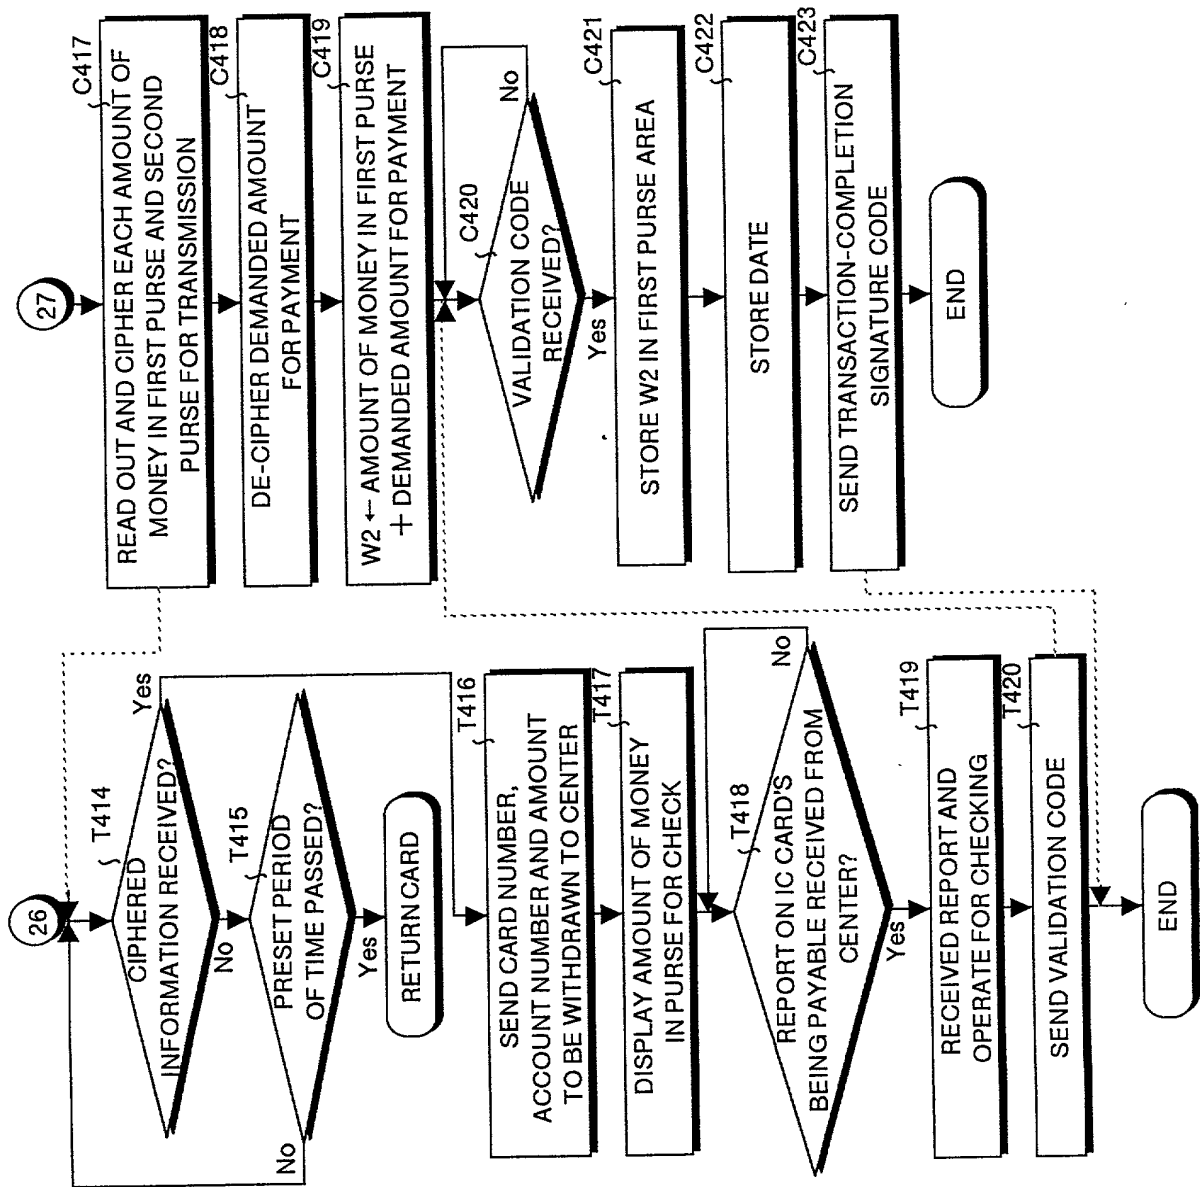 26
CIPHERED
INFORMATION RECEIVED?
T414
Yes
No
PRESET PERIOD
OF TIME PASSED?
T415
No
Yes
RETURN CARD
T416
SEND CARD NUMBER,
ACCOUNT NUMBER AND AMOUNT
TO BE WITHDRAWN TO CENTER
T417
DISPLAY AMOUNT OF MONEY
IN PURSE FOR CHECK
T418
REPORT ON IC CARD'S
BEING PAYABLE RECEIVED FROM
CENTER?
No
Yes
T419
RECEIVED REPORT AND
OPERATE FOR CHECKING
T420
SEND VALIDATION CODE
END
27
C417
READ OUT AND CIPHER EACH AMOUNT OF
MONEY IN FIRST PURSE AND SECOND
PURSE FOR TRANSMISSION
C418
DE-CIPHER DEMANDED AMOUNT
FOR PAYMENT
C419
W2 ← AMOUNT OF MONEY IN FIRST PURSE
+ DEMANDED AMOUNT FOR PAYMENT
C420
VALIDATION CODE
RECEIVED?
No
Yes
C421
STORE W2 IN FIRST PURSE AREA
C422
STORE DATE
C423
SEND TRANSACTION-COMPLETION
SIGNATURE CODE
END